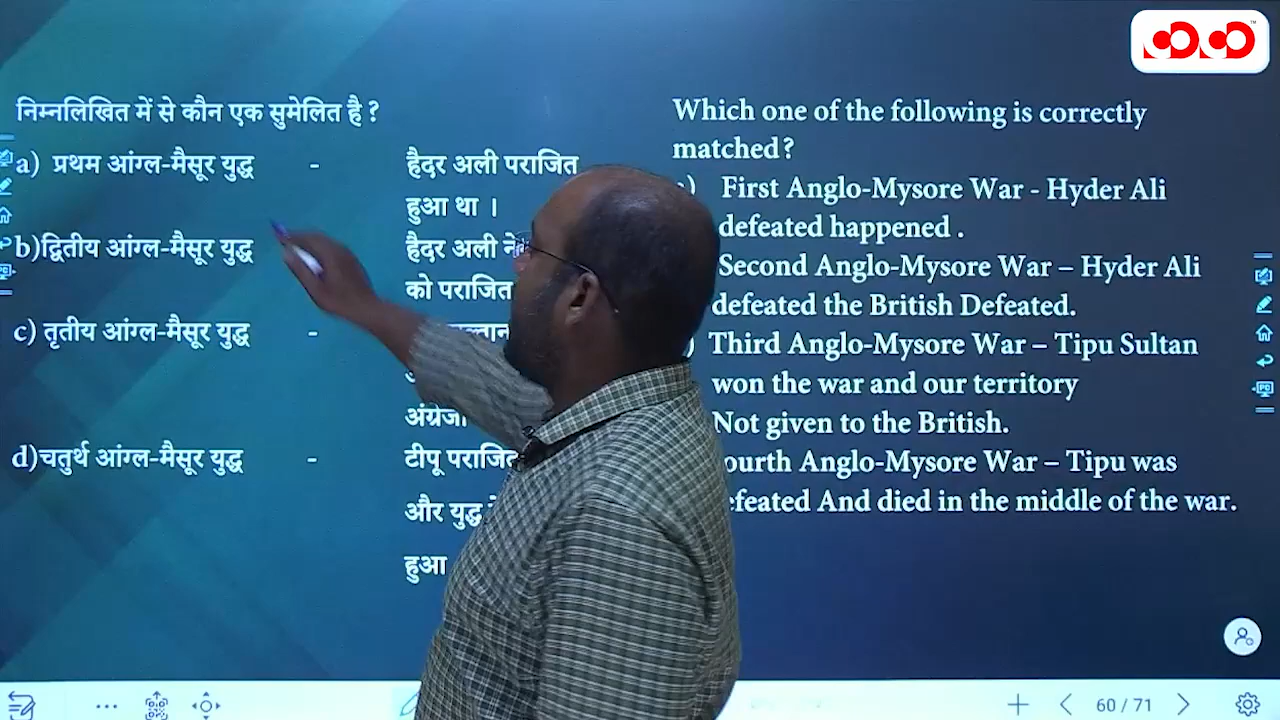 निम्नलिखित में से कौन एक सुमेलित है ?
a) प्रथम आंग्ल-मैसूर युद्ध - हैदर अली पराजित
हुआ था ।
b)द्वितीय आंग्ल-मैसूर युद्ध हैदर अली ने
को पराजित
c) तृतीय आंग्ल-मैसूर युद्ध -
d)चतुर्थ आंग्ल-मैसूर युद्ध - टीपू पराजित
और युद्ध
हुआ
Which one of the following is correctly
matched?
) First Anglo-Mysore War - Hyder Ali
defeated happened .
Second Anglo-Mysore War – Hyder Ali
defeated the British Defeated.
) Third Anglo-Mysore War – Tipu Sultan
won the war and our territory
Not given to the British.
Anglo-Mysore War – Tipu was
And died in the middle of the war.
60 / 71